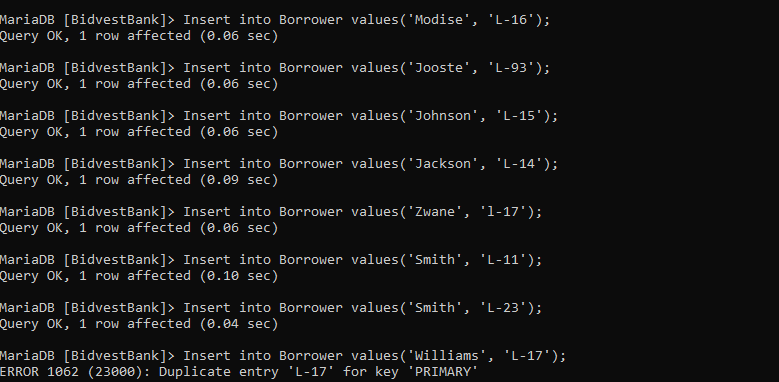 MariaDB [BidvestBank]> Insert into Borrower values('Modise', 'L-16');
Query OK, 1 row affected (0.06 sec)
MariaDB [BidvestBank]> Insert into Borrower values('Jooste', 'L-93');
Query OK, 1 row affected (0.06 sec)
MariaDB [BidvestBank]> Insert into Borrower values('Johnson', 'L-15');
Query OK, 1 row affected (0.06 sec)
MariaDB [BidvestBank]> Insert into Borrower values('Jackson', 'L-14');
Query OK, 1 row affected (0.09 sec)
MariaDB [BidvestBank]> Insert into Borrower values('Zwane', 'l-17');
Query OK, 1 row affected (0.06 sec)
MariaDB [BidvestBank]> Insert into Borrower values('Smith', 'L-11');
Query OK, 1 row affected (0.10 sec)
MariaDB [BidvestBank]> Insert into Borrower values('Smith', 'L-23');
Query OK, 1 row affected (0.04 sec)
MariaDB [BidvestBank]> Insert into Borrower values('Williams', 'L-17');
ERROR 1062 (23000): Duplicate entry 'L-17' for key 'PRIMARY'